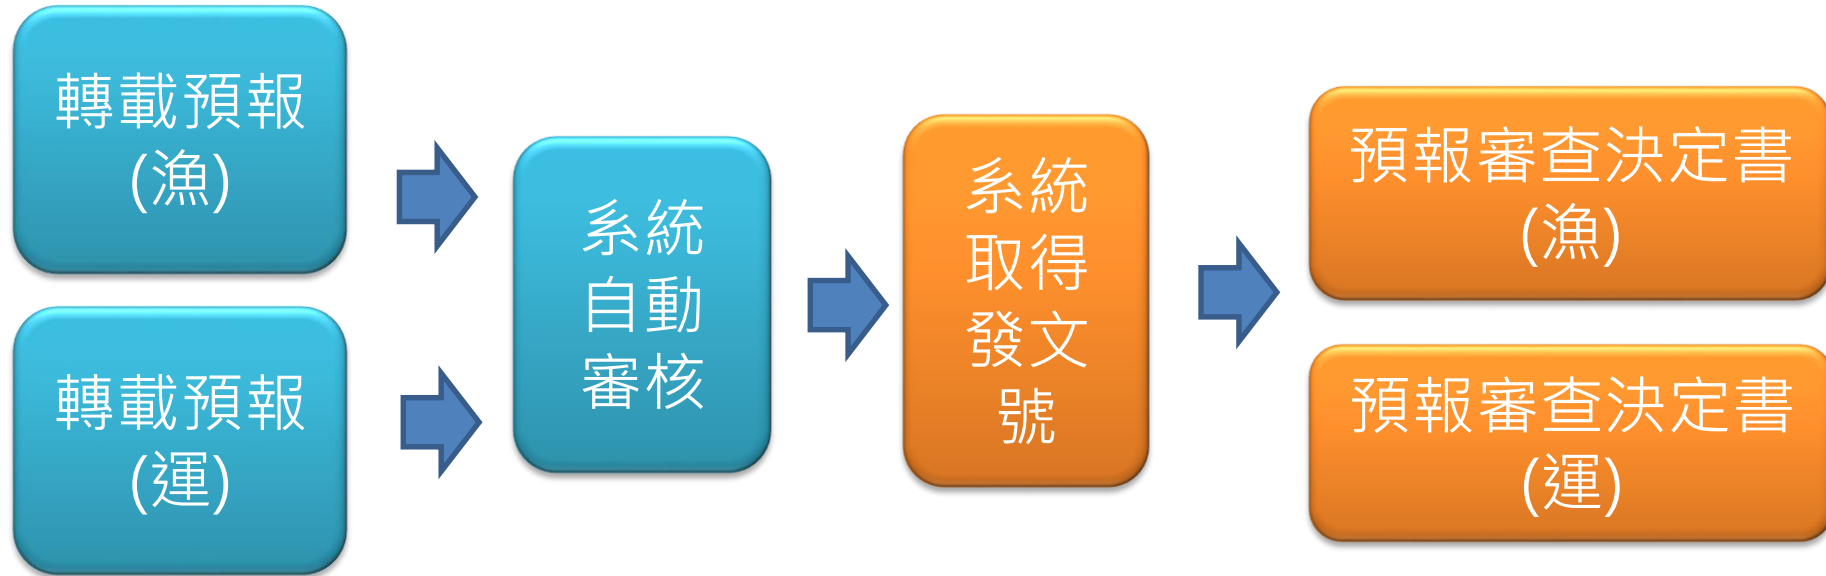 轉載預報
(漁)
轉載預報
(運)
系統
自動
審核
系統
取得
發文
號
預報審查決定書
(漁)
預報審查決定書
(運)